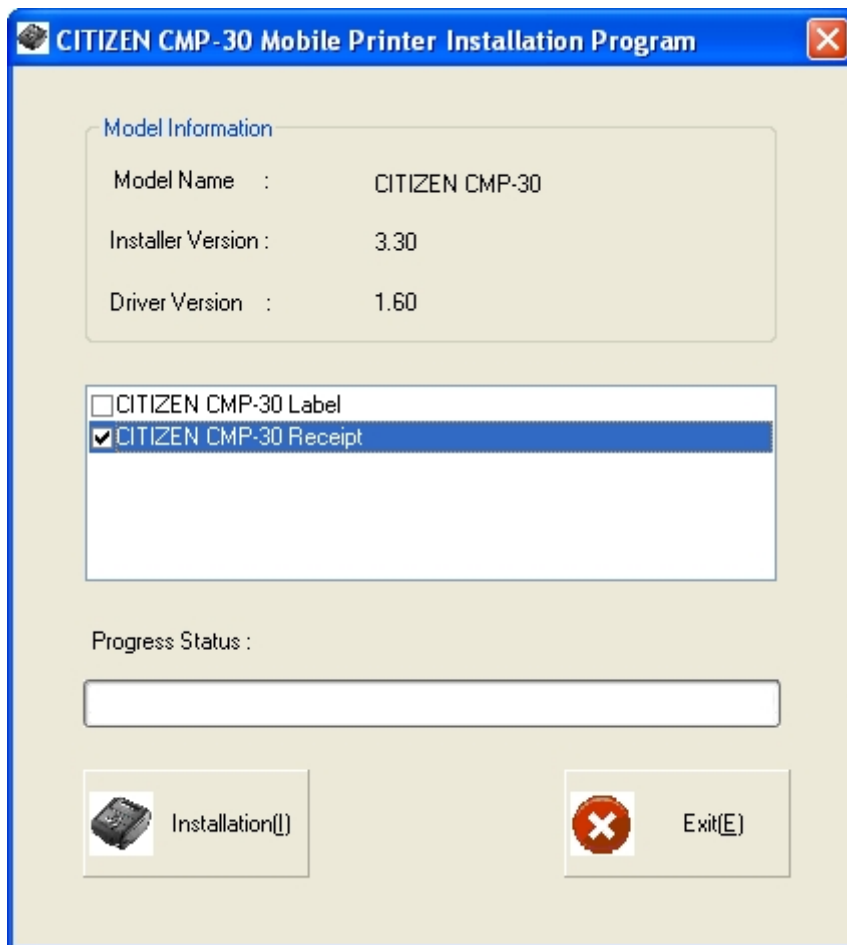 CITIZEN CMP-30 Mobile Printer Installation Program
Model Information
Model Name : CITIZEN CMP-30
Installer Version : 3.30
Driver Version : 1.60
CITIZEN CMP-30 Label
CITIZEN CMP-30 Receipt
Progress Status :
Installation(I) Exit(E)